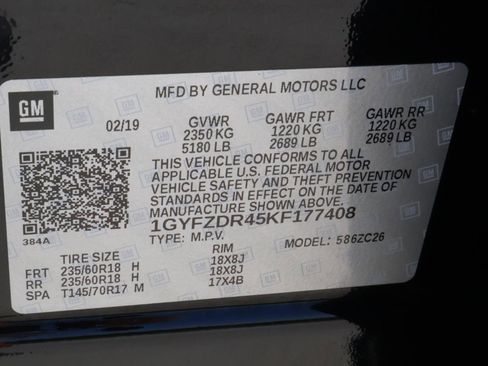 GM
MFD BY GENERAL MOTORS LLC
02/19 GVWR GAWR FRT GAWR RR
2350 KG 1220 KG 1220 KG
5180 LB 2689 LB 2689 LB
THIS VEHICLE CONFORMS TO ALL
APPLICABLE U.S. FEDERAL MOTOR
VEHICLE SAFETY AND THEFT PREVENTION
STANDARDS IN EFFECT ON THE DATE OF
MANUFACTURE SHOWN ABOVE.
1GYFZDR45KF177408
384A TYPE: M.P.V. MODEL: 586ZC26
TIRE SIZE RIM
FRT 235/60R18 H 18X8J
RR 235/60R18 H 18X8J
SPA T145/70R17 M 17X4B